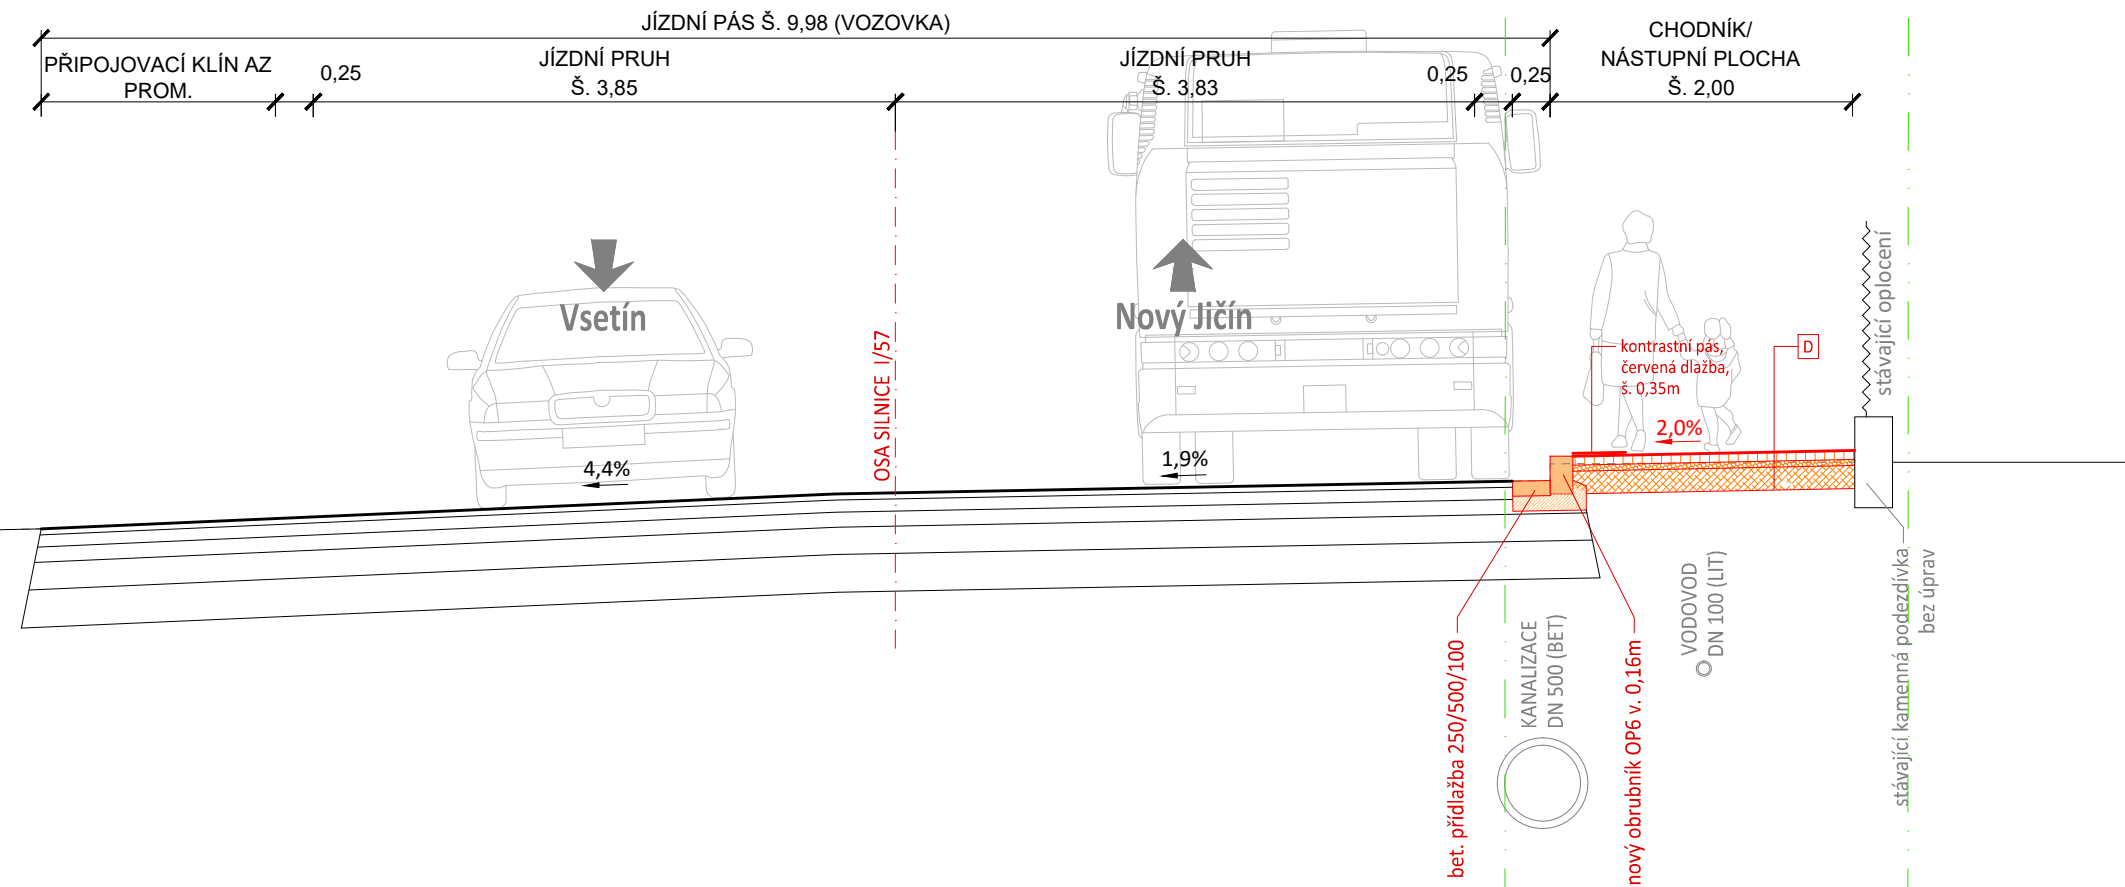 JÍZDNÍ PÁS Š. 9,98 (VOZOVKA)
PŘIPOJOVACÍ KLÍN AZ
PROM.
0,25
JÍZDNÍ PRUH
Š. 3,85
JÍZDNÍ PRUH
Š. 3,83
0,25
0,25
CHODNÍK/
NÁSTUPNÍ PLOCHA
Š. 2,00
Vsetín
Nový Jičín
OSA SILNICE I/57
kontrastní pás,
červená dlažba,
š. 0,35m
D
stávající oplocení
4,4%
1,9%
2,0%
bet. přídlažba 250/500/100
KANALIZACE
DN 500 (BET)
nový obrubník OP6 v. 0,16m
VODOVOD
DN 100 (LIT)
stávající kamenná podezdívka
bez úprav